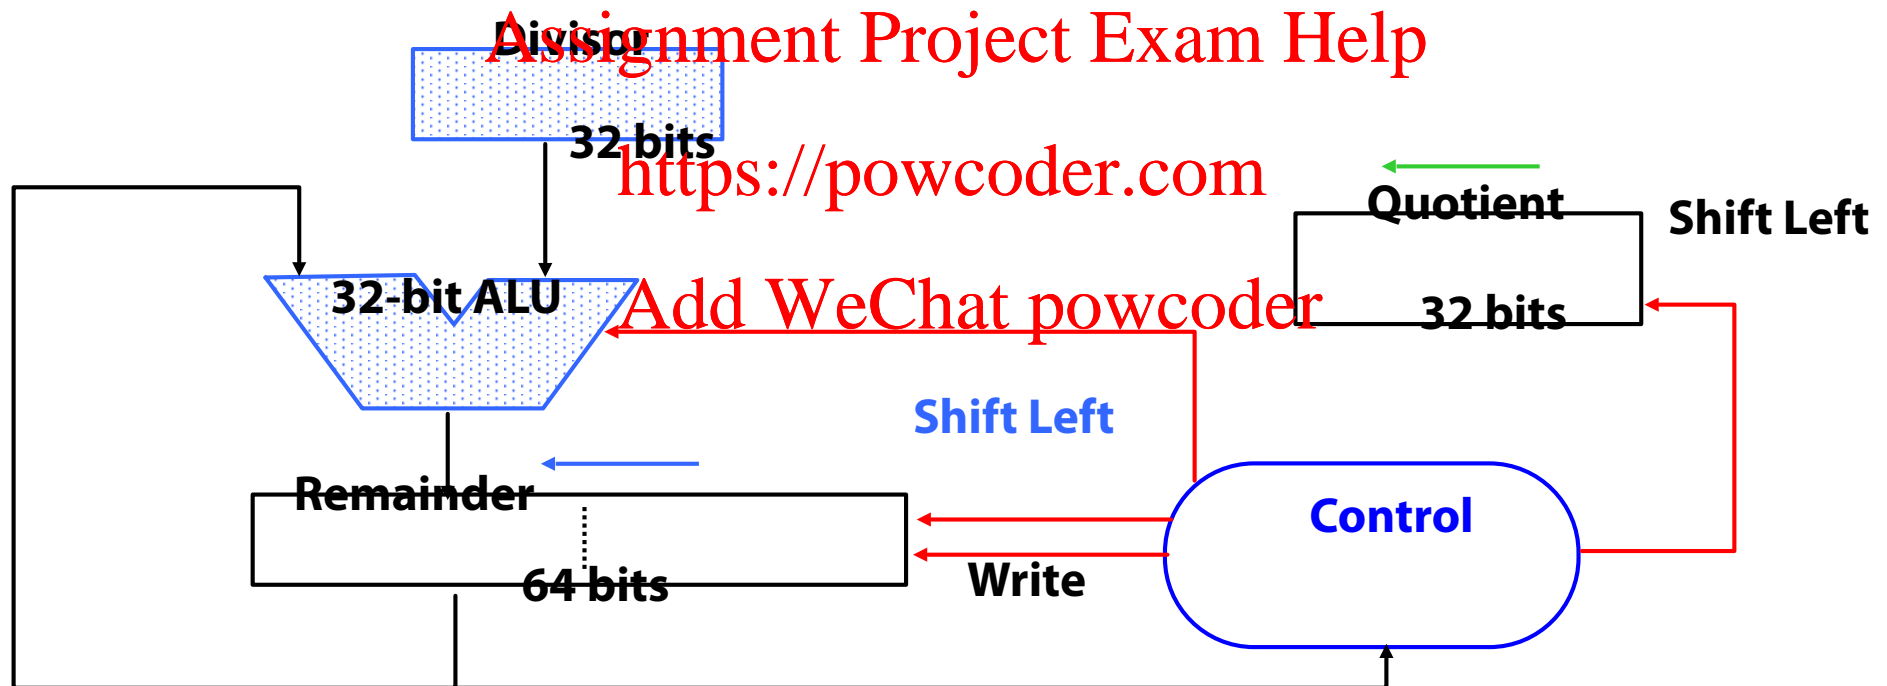 Assignment Project Exam Help
Divisor
32 bits
https://powcoder.com
Quotient
Shift Left
32-bit ALU
Add WeChat powcoder
32 bits
Shift Left
Remainder
Control
64 bits
Write